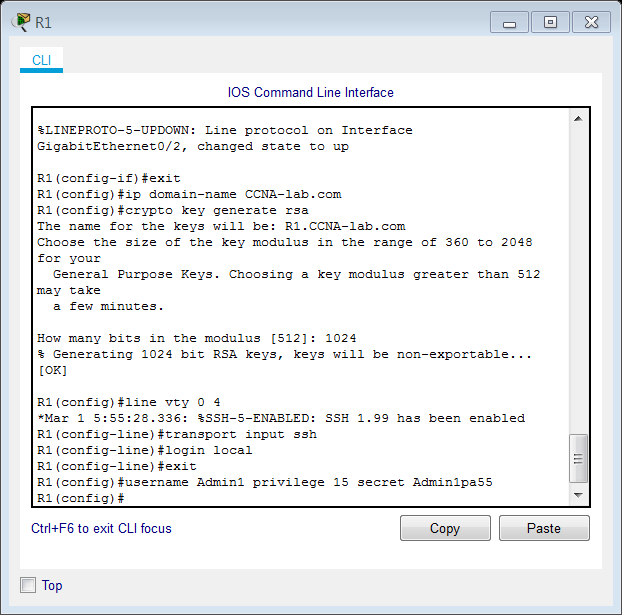 R1
CLI
IOS Command Line Interface
%LINEPROTO-5-UPDOWN: Line protocol on Interface
GigabitEthernet0/2, changed state to up
R1(config-if)#exit
R1(config)#ip domain-name CCNA-lab.com
R1(config)#crypto key generate rsa
The name for the keys will be: R1.CCNA-lab.com
Choose the size of the key modulus in the range of 360 to 2048
for your
General Purpose Keys. Choosing a key modulus greater than 512
may take
a few minutes.
How many bits in the modulus [512]: 1024
% Generating 1024 bit RSA keys, keys will be non-exportable...
[OK]
R1(config)#line vty 0 4
*Mar 1 5:55:28.336: %SSH-5-ENABLED: SSH 1.99 has been enabled
R1(config-line)#transport input ssh
R1(config-line)#login local
R1(config-line)#exit
R1(config)#username Admin1 privilege 15 secret Admin1pa55
R1(config)#
Ctrl+F6 to exit CLI focus
Copy
Paste
Top